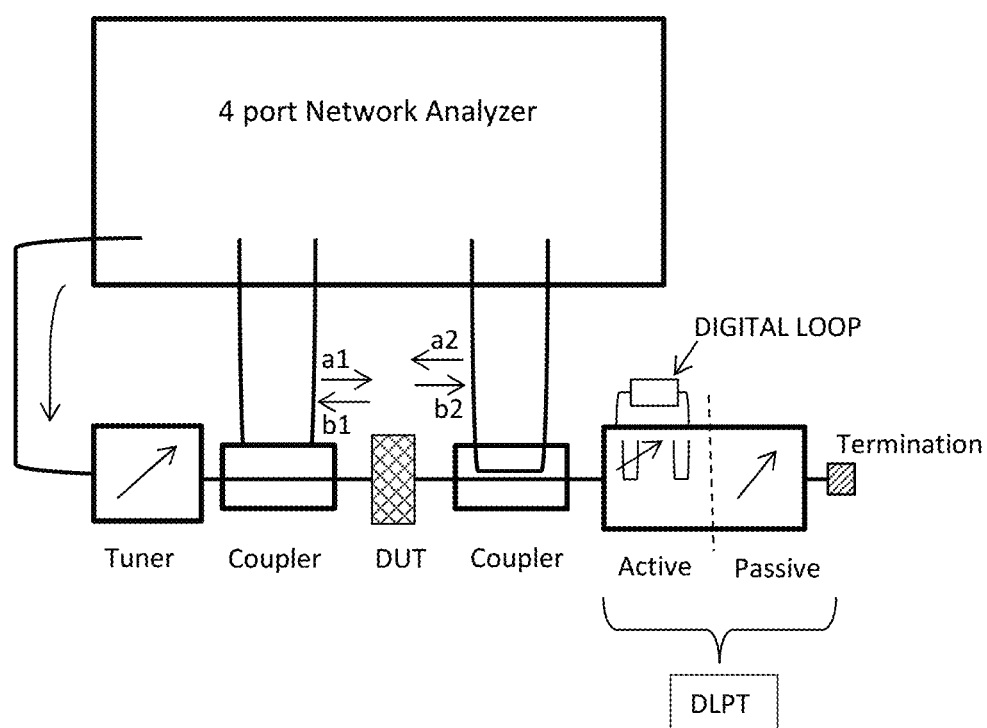 4 port Network Analyzer
DIGITAL LOOP
a1
a2
b1
b2
Termination
Tuner
Coupler
DUT
Coupler
Active
Passive
DLPT